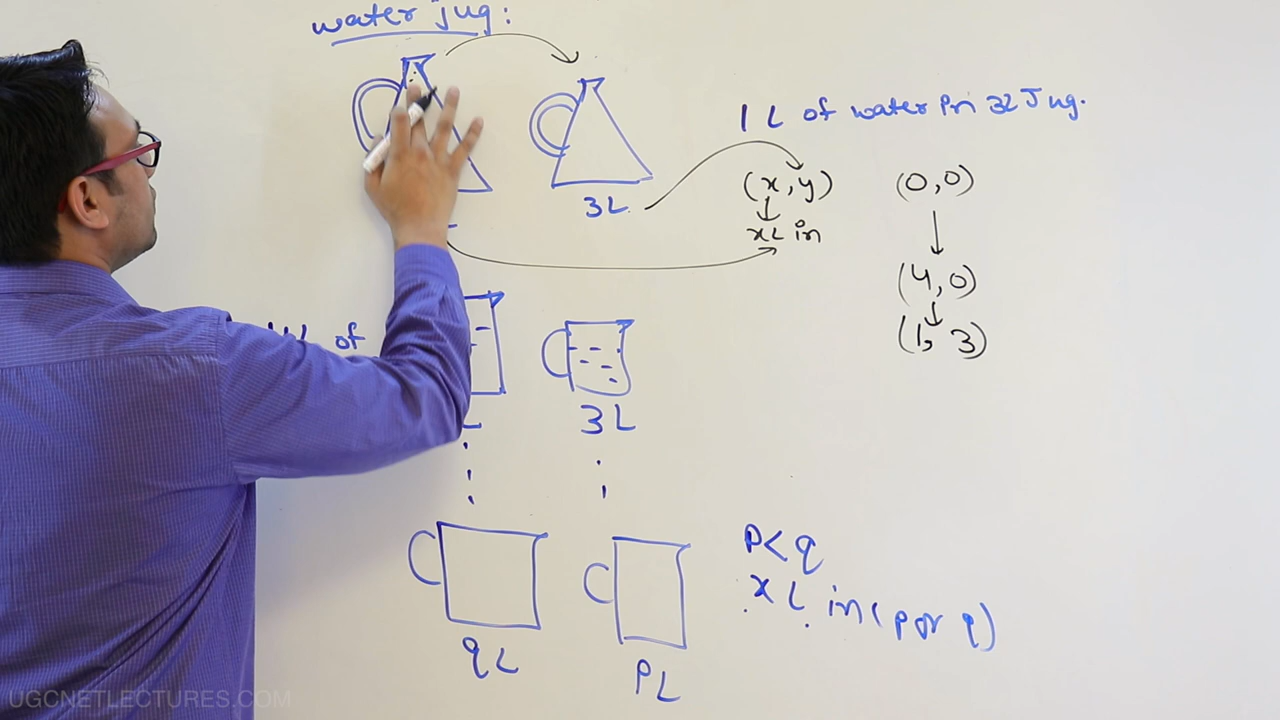 water jug:
1 L of water in 3L Jug.
3L.
(x,y)
xL in
(0,0)
(4,0)
(1, 3)
L of
3L
P<q
x L in (p or q)
qL
PL
UGCNETLECTURES.COM